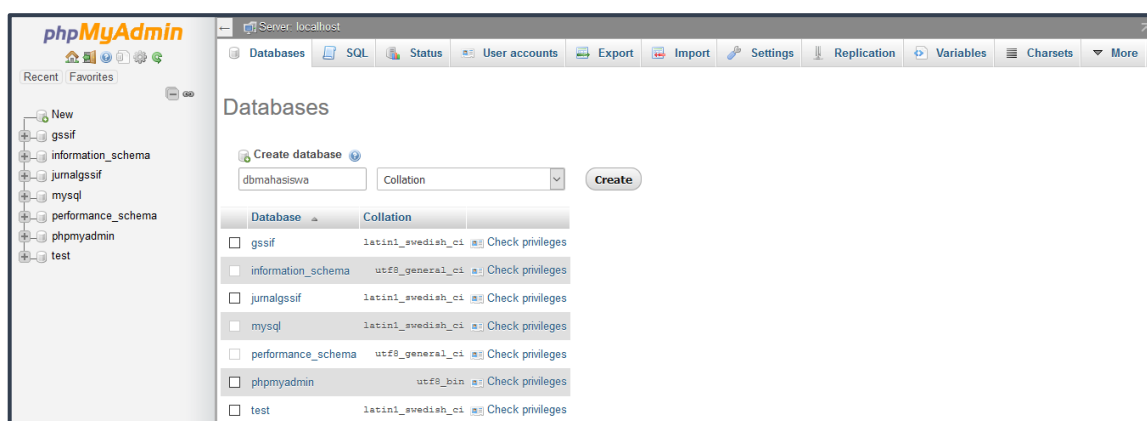 phpMyAdmin
Recent Favorites
New
gssif
information_schema
jurnalgssif
mysql
performance_schema
phpmyadmin
test
Server: localhost
Databases SQL Status User accounts Export Import Settings Replication Variables Charsets More
Databases
Create database
dbmahasiswa Collation Create
Database Collation
gssif latin1_swedish_ci Check privileges
information_schema utf8_general_ci Check privileges
jurnalgssif latin1_swedish_ci Check privileges
mysql latin1_swedish_ci Check privileges
performance_schema utf8_general_ci Check privileges
phpmyadmin utf8_bin Check privileges
test latin1_swedish_ci Check privileges